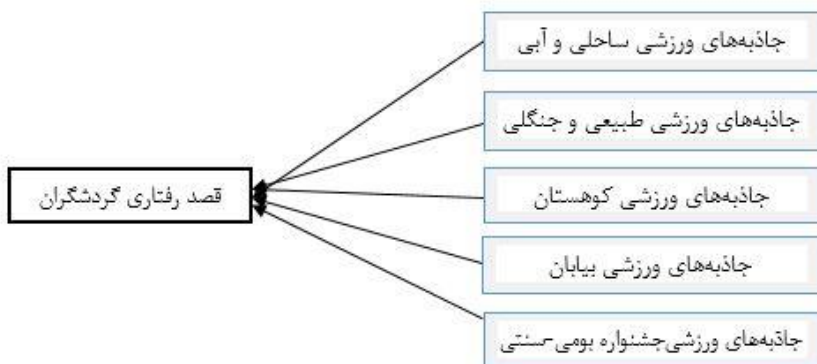 جاذبه‌های ورزشی ساحلی و آبی
جاذبه‌های ورزشی طبیعی و جنگلی
جاذبه‌های ورزشی کوهستان
قصد رفتاری گردشگران
جاذبه‌های ورزشی بیابان
جاذبه‌های ورزشی‌جشنواره بومی-سنتی